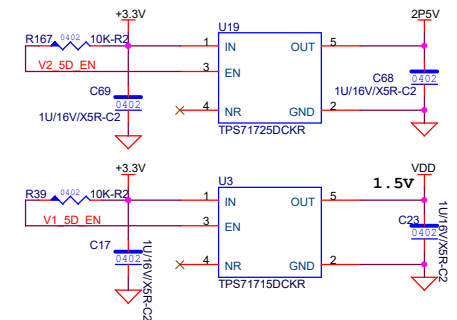 +3.3V
U19
2P5V
R167 0402 10K-R2
1 IN OUT 5
V2_5D_EN
3 EN
C69
0402
1U/16V/X5R-C2
4 NR GND 2
TPS71725DCKR
C68
1U/16V/X5R-C2
0402
+3.3V
U3
VDD
1.5V
R39 0402 10K-R2
1 IN OUT 5
V1_5D_EN
3 EN
C17
0402
1U/16V/X5R-C2
4 NR GND 2
TPS71715DCKR
C23
0402
1U/16V/X5R-C2